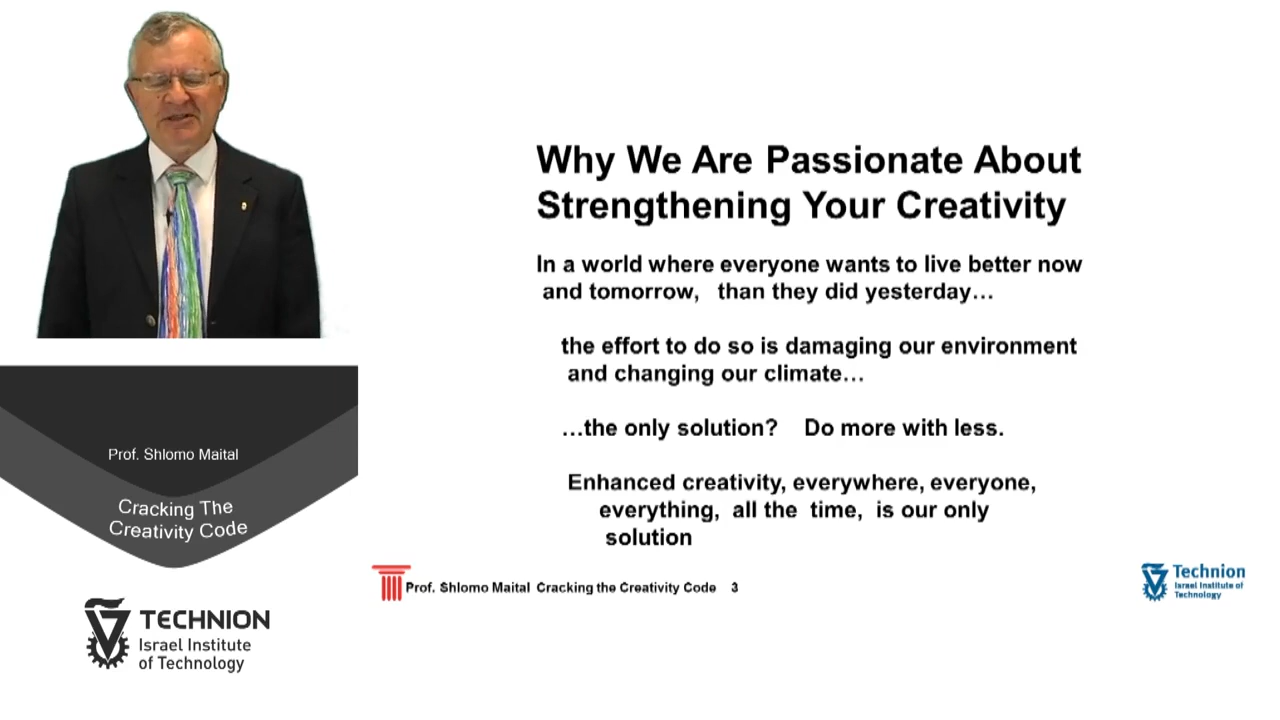 Why We Are Passionate About
Strengthening Your Creativity
In a world where everyone wants to live better now
and tomorrow, than they did yesterday…
the effort to do so is damaging our environment
and changing our climate…
…the only solution? Do more with less.
Enhanced creativity, everywhere, everyone,
everything, all the time, is our only
solution
Prof. Shlomo Maital
Cracking The
Creativity Code
TECHNION
Israel Institute
of Technology
Prof. Shlomo Maital Cracking the Creativity Code 3
Technion
Israel Institute of
Technology